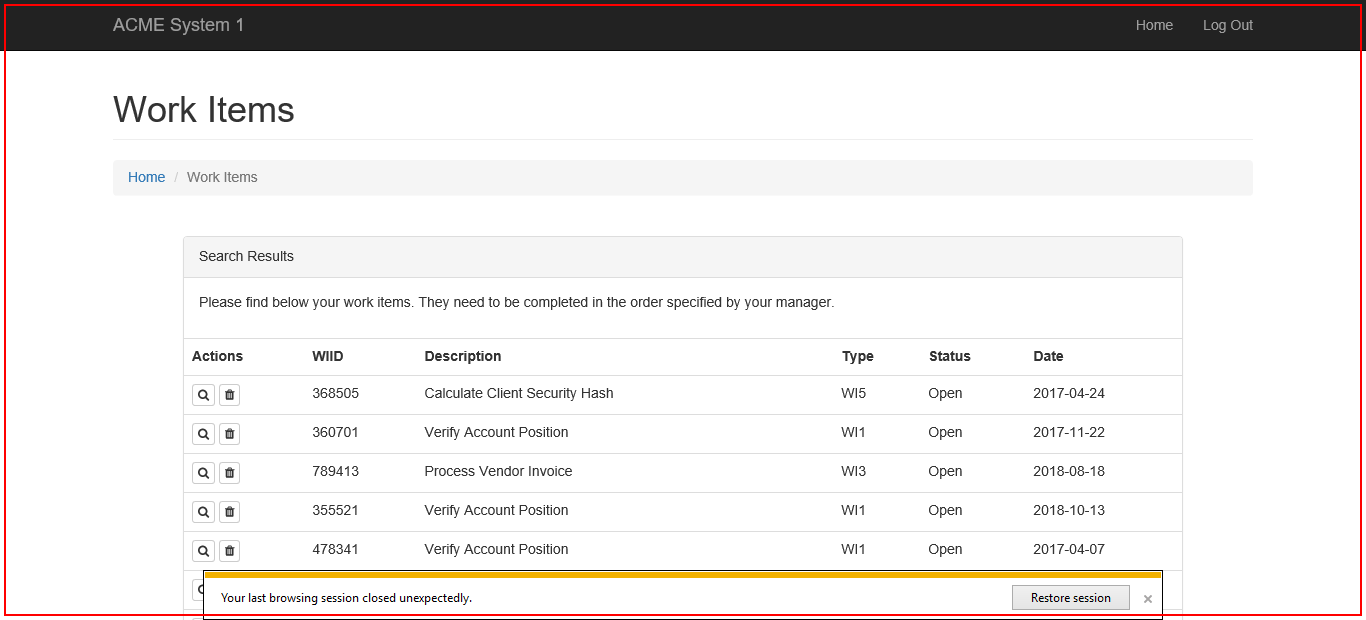 ACME System 1 Home Log Out
Work Items
Home / Work Items
Search Results
Please find below your work items. They need to be completed in the order specified by your manager.
Actions WIID Description Type Status Date
368505 Calculate Client Security Hash WI5 Open 2017-04-24
360701 Verify Account Position WI1 Open 2017-11-22
789413 Process Vendor Invoice WI3 Open 2018-08-18
355521 Verify Account Position WI1 Open 2018-10-13
478341 Verify Account Position WI1 Open 2017-04-07
Your last browsing session closed unexpectedly. Restore session ×